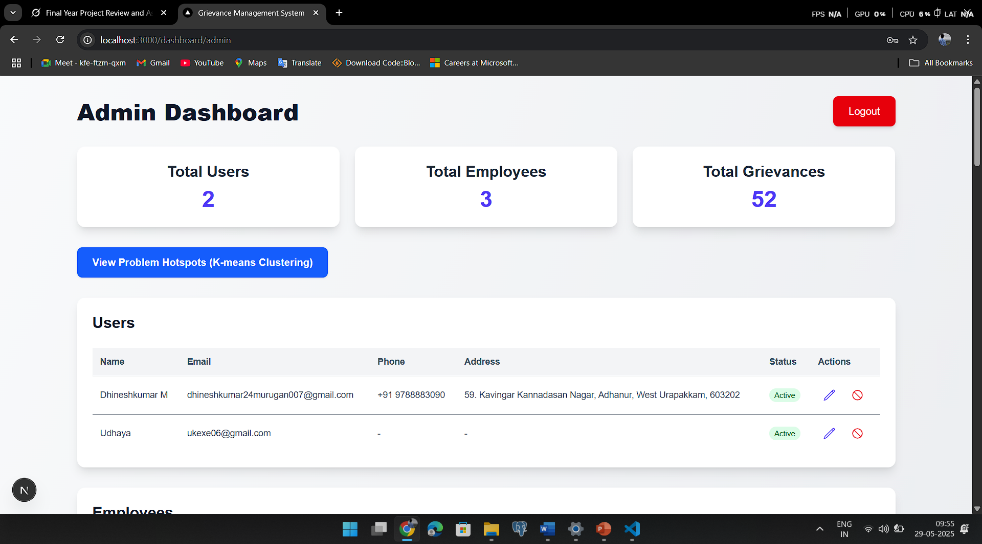 Final Year Project Review and A
Grievance Management System
FPS N/A
GPU 0%
CPU 6%
LAT N/A
localhost:3000/dashboard/admin
Meet - kfe-ftzm-qxm
Gmail
YouTube
Maps
Translate
Download Code::Blo...
Careers at Microsoft...
All Bookmarks
Admin Dashboard
Logout
Total Users
2
Total Employees
3
Total Grievances
52
View Problem Hotspots (K-means Clustering)
Users
Name Email Phone Address Status Actions
Dhineshkumar M dhineshkumar24murugan007@gmail.com +91 9788883090 59. Kavingar Kannadasan Nagar, Adhanur, West Urapakkam, 603202 Active
Udhaya ukexe06@gmail.com - - Active
N
Employees
ENG
IN
09:55
29-05-2025